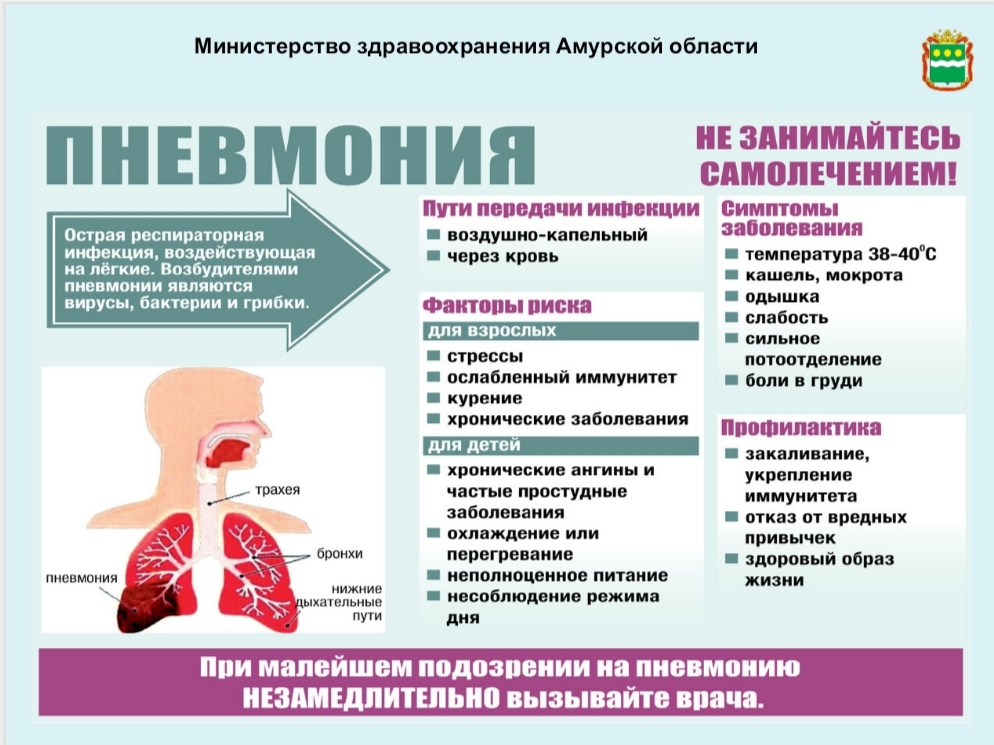 Министерство здравоохранения Амурской области
ПНЕВМОНИЯ
НЕ ЗАНИМАЙТЕСЬ
САМОЛЕЧЕНИЕМ!
Острая респираторная
инфекция, воздействующая
на лёгкие. Возбудителями
пневмонии являются
вирусы, бактерии и грибки.
трахея
бронхи
пневмония
нижние
дыхательные
пути
Пути передачи инфекции
воздушно-капельный
через кровь
Факторы риска
для взрослых
стрессы
ослабленный иммунитет
курение
хронические заболевания
для детей
хронические ангины и
частые простудные
заболевания
охлаждение или
перегревание
неполноценное питание
несоблюдение режима
дня
Симптомы
заболевания
температура 38-40⁰С
кашель, мокрота
одышка
слабость
сильное
потоотделение
боли в груди
Профилактика
закаливание,
укрепление
иммунитета
отказ от вредных
привычек
здоровый образ
жизни
При малейшем подозрении на пневмонию
НЕЗАМЕДЛИТЕЛЬНО вызывайте врача.